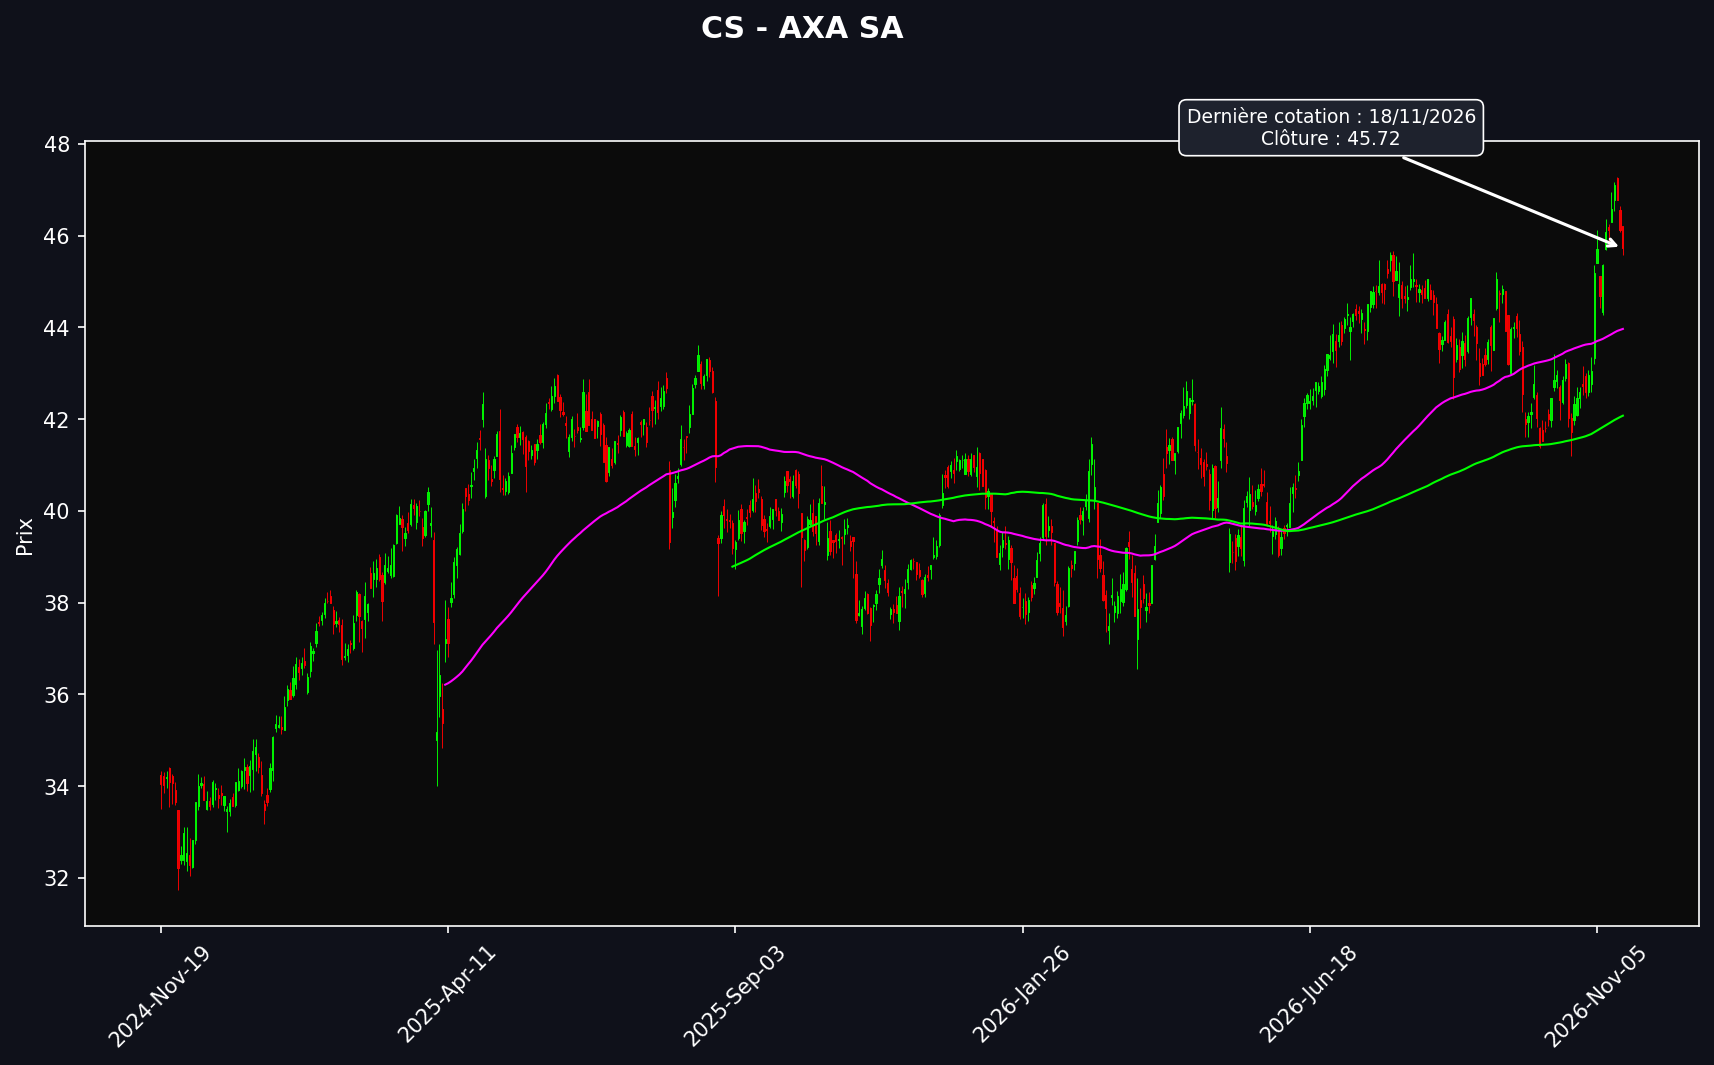 CS - AXA SA
Dernière cotation : 18/11/2026
Clôture : 45.72
Prix
48
46
44
42
40
38
36
34
32
2024-Nov-19
2025-Apr-11
2025-Sep-03
2026-Jan-26
2026-Jun-18
2026-Nov-05